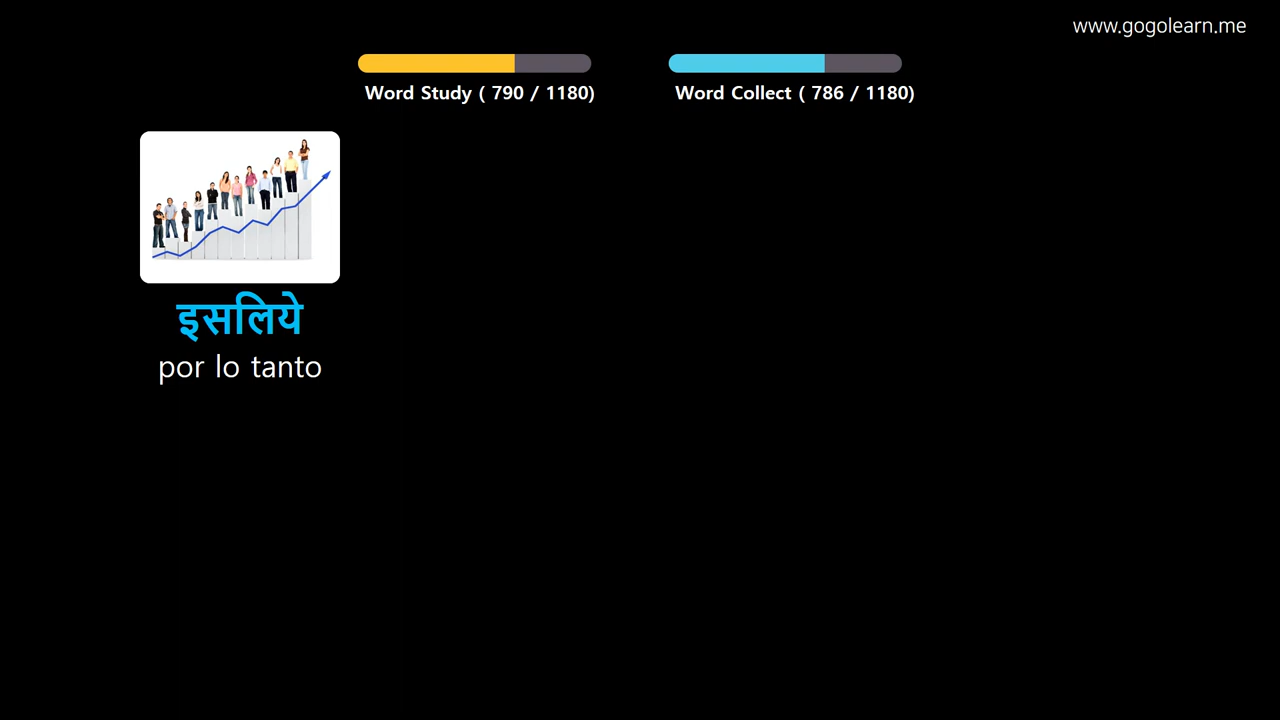 www.gogolearn.me
Word Study ( 790 / 1180)
Word Collect ( 786 / 1180)
इसलिये
por lo tanto